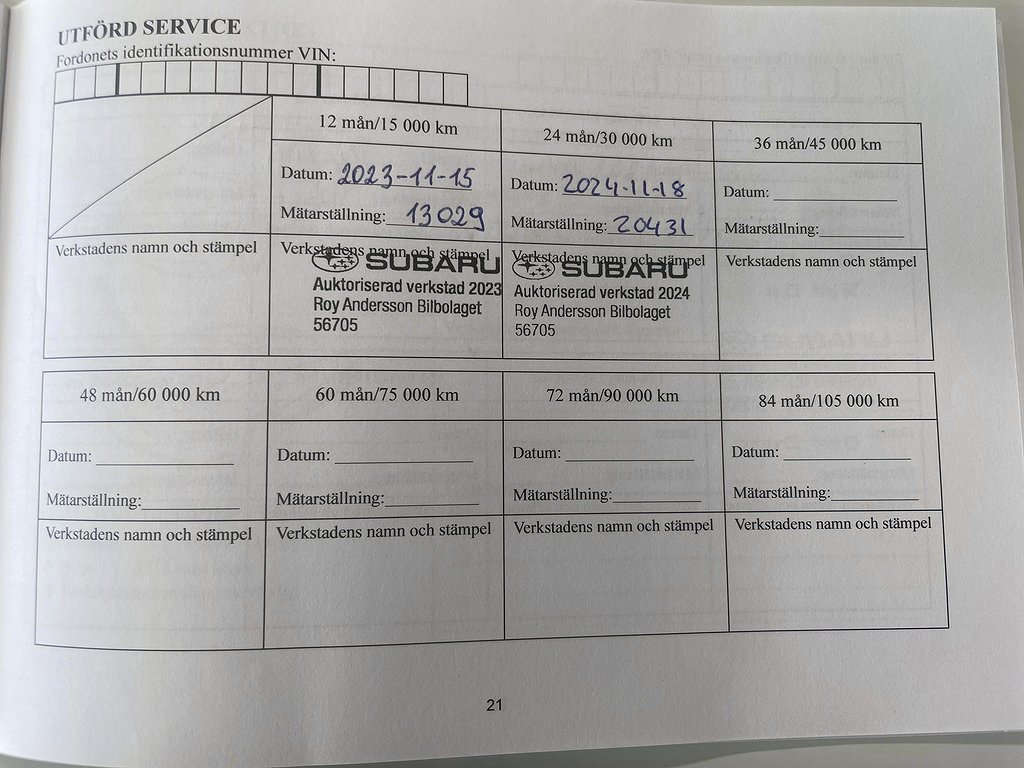 UTFÖRD SERVICE
Fordonets identifikationsnummer VIN:
12 mån/15 000 km
Datum: 2023-11-15
Mätarställning: 13029
Verkstadens namn och stämpel
SUBARU
Auktoriserad verkstad 2023
Roy Andersson Bilbolaget
56705
24 mån/30 000 km
Datum: 2024-11-18
Mätarställning: 20431
Verkstadens namn och stämpel
SUBARU
Auktoriserad verkstad 2024
Roy Andersson Bilbolaget
56705
36 mån/45 000 km
Datum:
Mätarställning:
Verkstadens namn och stämpel
Verkstadens namn och stämpel
48 mån/60 000 km
Datum:
Mätarställning:
Verkstadens namn och stämpel
60 mån/75 000 km
Datum:
Mätarställning:
Verkstadens namn och stämpel
72 mån/90 000 km
Datum:
Mätarställning:
Verkstadens namn och stämpel
84 mån/105 000 km
Datum:
Mätarställning:
Verkstadens namn och stämpel
21